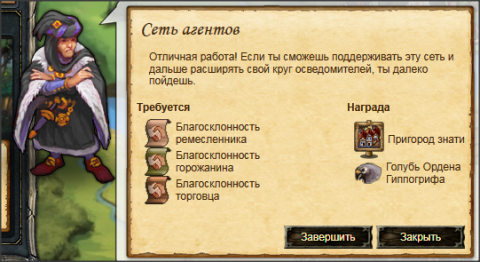 Сеть агентов
Отличная работа! Если ты сможешь поддерживать эту сеть и
дальше расширять свой круг осведомителей, ты далеко
пойдешь.
Требуется
Благосклонность
ремесленника
Благосклонность
горожанина
Благосклонность
торговца
Награда
Пригород знати
Голубь Ордена
Гиппогрифа
Завершить
Закрыть